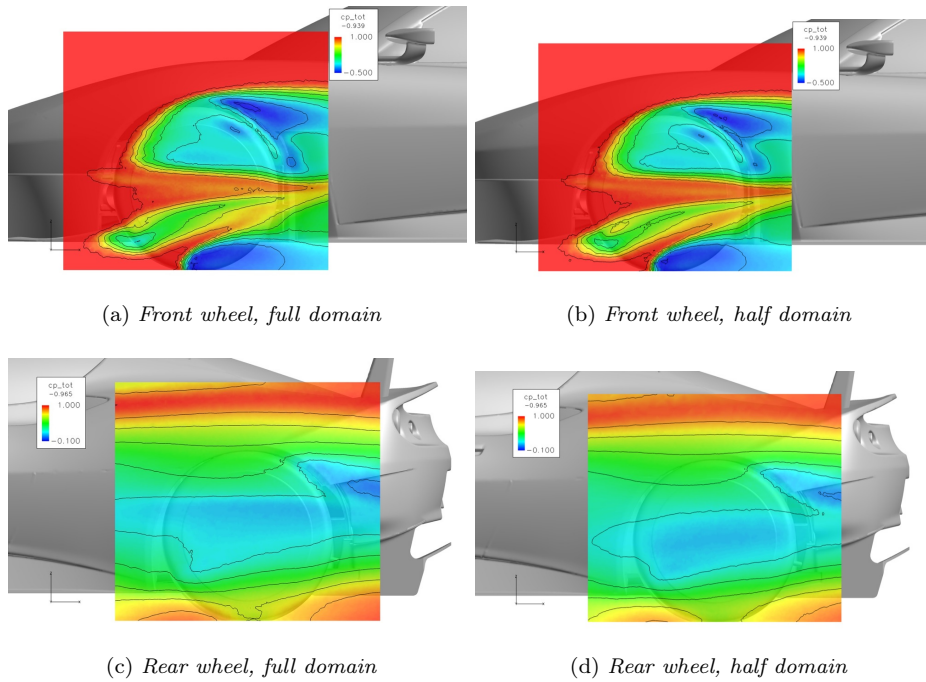 cp_tot
-0.939
1.000
-0.500
cp_tot
-0.939
1.000
-0.500
(a) Front wheel, full domain
(b) Front wheel, half domain
cp_tot
-0.965
1.000
-0.100
cp_tot
-0.965
1.000
-0.100
(c) Rear wheel, full domain
(d) Rear wheel, half domain